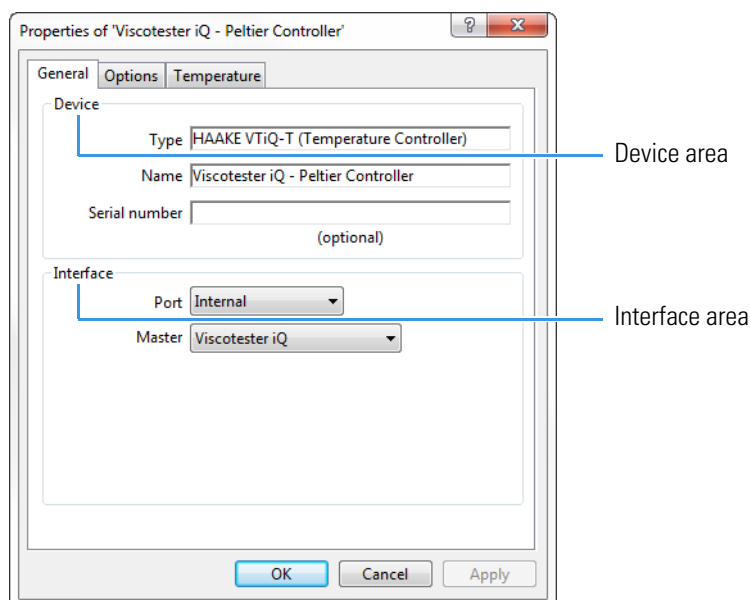 Properties of 'Viscotester iQ - Peltier Controller'
General Options Temperature
Device
Type HAAKE VTiQ-T (Temperature Controller)
Device area
Name Viscotester iQ - Peltier Controller
Serial number
(optional)
Interface
Port Internal
Interface area
Master Viscotester iQ
OK Cancel Apply